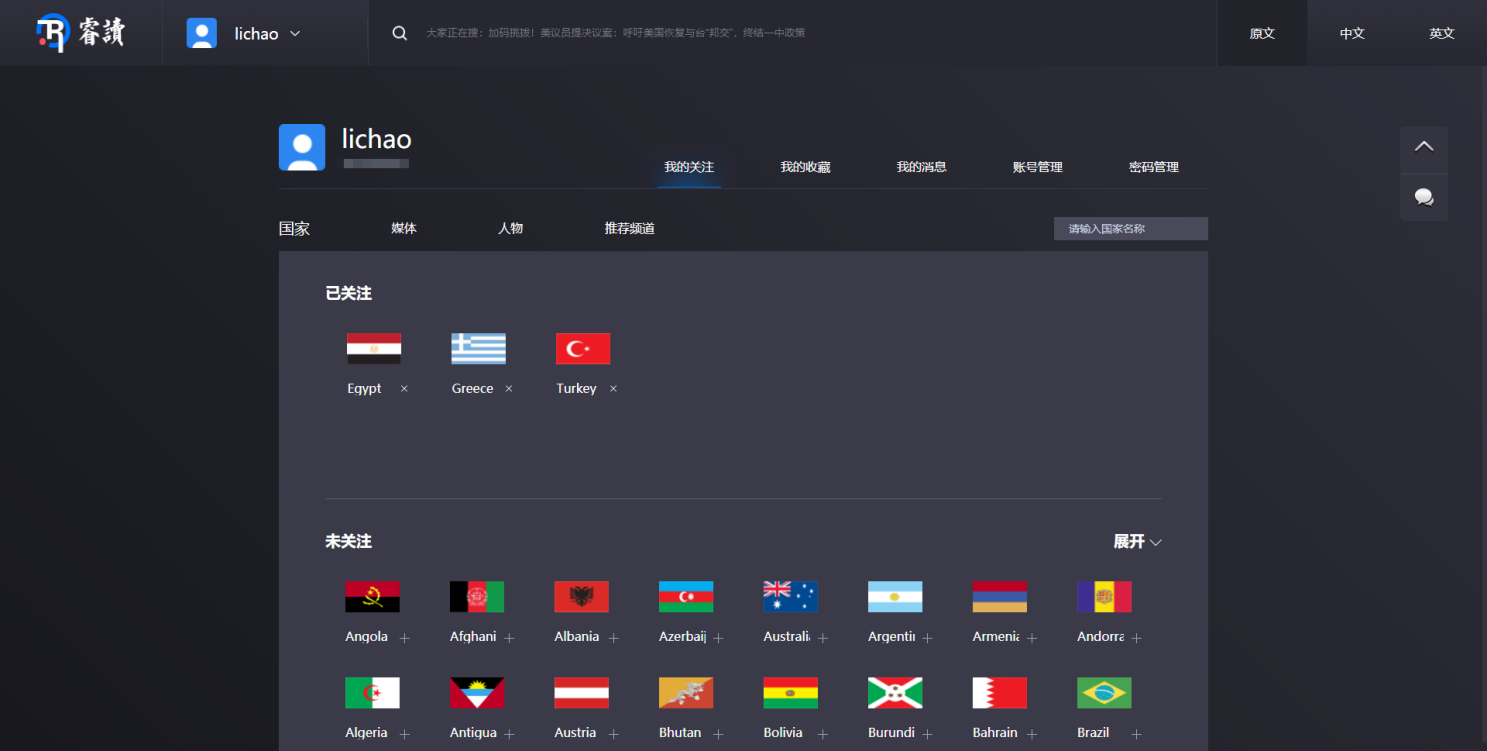 睿讀
lichao
大家正在搜：加码挑拨！美议员提决议案：呼吁美国恢复与台"邦交"，终结一中政策
原文
中文
英文
lichao
我的关注
我的收藏
我的消息
账号管理
密码管理
国家
媒体
人物
推荐频道
请输入国家名称
已关注
Egypt ×
Greece ×
Turkey ×
未关注
展开
Angola +
Afghani +
Albania +
Azerbaij +
Australi +
Argentin +
Armenia +
Andorra +
Algeria +
Antigua +
Austria +
Bhutan +
Bolivia +
Burundi +
Bahrain +
Brazil +